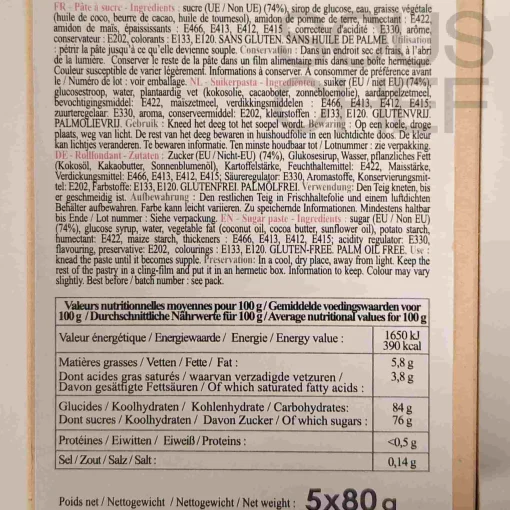 FR - Pâte à sucre - Ingrédients : sucre (UE / Non UE) (74%), sirop de glucose, eau, graisse végétale
(huile de coco, beurre de cacao, huile de tournesol), amidon de pomme de terre, humectant : E422,
amidon de maïs, épaississants : E466, E413, E412, E415, correcteur d'acidité : E330, arôme,
conservateur : E202, colorants : E133, E120. SANS GLUTEN. SANS HUILE DE PALME. Utilisation
: pétrir la pâte jusqu'à ce qu'elle devienne souple. Conservation : Dans un endroit sec et frais, à l'abri
de la lumière. Conserver le reste de la pâte dans un film alimentaire mis dans une boîte hermétique.
Couleur susceptible de varier légèrement. Informations à conserver. A consommer de préférence avant
le / Numéro de lot : voir emballage. NL - Suikerpasta - Ingrediënten : suiker (EU / niet EU) (74%),
glucosestroop, water, plantaardig vet (kokosolie, cacaoboter, zonnebloemolie), aardappelzetmeel,
bevochtigingsmiddel: E422, maïszetmeel, verdikkingsmiddelen : E466, E413, E412, E415;
zuurteregelaar: E330, aroma, conserveermiddel: E202, kleurstoffen : E133, E120. GLUTENVRIJ.
PALMOLIEVRIJ. Gebruik : Kneed het deeg tot het soepel wordt. Bewaring : Op een koele, droge
plaats, weg van licht. De rest van het deeg bewaren in huishoudfolie in een luchtdichte doos. De kleur
kan lichtjes veranderen. Te bewaren informatie. Ten minste houdbaar tot / Lotnummer : zie verpakking.
DE - Rollfondant - Zutaten : Zucker (EU / Nicht-EU) (74%), Glukosesirup, Wasser, pflanzliches Fett
(Kokosöl, Kakaobutter, Sonnenblumenöl), Kartoffelstärke, Feuchthaltemittel: E422, Maisstärke,
Verdickungsmittel: E466, E413, E412, E415; Säureregulator: E330, Aromastoffe, Konservierungsmit-
tel: E202, Farbstoffe: E133, E120. GLUTENFREI. PALMÖLFREI. Verwendung: Den Teig kneten, bis
er geschmeidig ist. Aufbewahrung : Den restlichen Teig in Frischhaltefolie und einem luftdichten
Behälter aufbewahren. Farbe kann leicht variieren. Zu speichernde Informationen. Mindestens haltbar
bis Ende / Lot nummer : Siehe verpackung. EN - Sugar paste - Ingredients : sugar (EU / Non EU)
(74%), glucose syrup, water, vegetable fat (coconut oil, cocoa butter, sunflower oil), potato starch,
humectant: E422, maize starch, thickeners : E466, E413, E412, E415; acidity regulator: E330,
flavouring, preservative: E202, colourings : E133, E120. GLUTEN-FREE. PALM OIL FREE. Use :
knead the paste until it becomes supple. Preservation: In a cool, dry place, away from light. Keep the
rest of the pastry in a cling-film and put it in an hermetic box. Information to keep. Colour may vary
slightly. Best before / batch number : see pack.
Valeurs nutritionnelles moyennes pour 100 g / Gemiddelde voedingswaarden voor
100 g / Durchschnittliche Nährwerte für 100 g / Average nutritional values for 100 g
Valeur énergétique / Energiewaarde / Energie / Energy value : 1650 kJ
390 kcal
Matières grasses / Vetten / Fette / Fat : 5,8 g
Dont acides gras saturés / waarvan verzadigde vetzuren / 3,8 g
Davon gesättigte Fettsäuren / Of which saturated fatty acids :
Glucides / Koolhydraten / Kohlenhydrate / Carbohydrates: 84 g
Dont sucres / Koolhydraten / Davon Zucker / Of which sugars : 76 g
Protéines / Eiwitten / Eiweiß / Proteins : <0,5 g
Sel / Zout / Salz / Salt : 0,14 g
Poids net / Nettogewicht / Nettogewicht / Net weight : 5x80 g